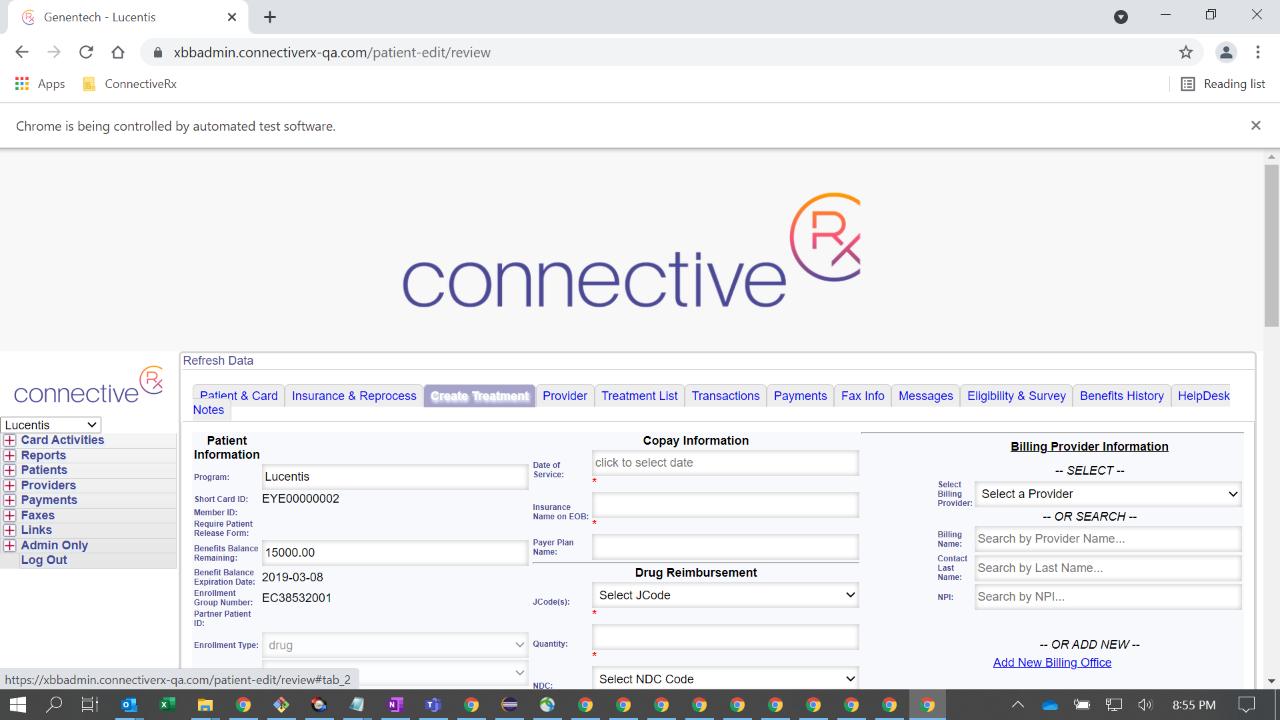 Genentech - Lucentis
xbbadmin.connectiverx-qa.com/patient-edit/review
Apps ConnectiveRx Reading list
Chrome is being controlled by automated test software.
connective Rx
Refresh Data
connective Rx
Patient & Card Insurance & Reprocess Create Treatment Provider Treatment List Transactions Payments Fax Info Messages Eligibility & Survey Benefits History HelpDesk
Notes
Lucentis
Card Activities
Reports
Patients
Providers
Payments
Faxes
Links
Admin Only
Log Out
Patient
Information
Program: Lucentis
Short Card ID: EYE00000002
Member ID:
Require Patient
Release Form:
Benefits Balance
Remaining: 15000.00
Benefit Balance
Expiration Date: 2019-03-08
Enrollment
Group Number: EC38532001
Partner Patient
ID:
Enrollment Type: drug
Copay Information
Date of
Service: click to select date
*
Insurance
Name on EOB:
*
Payer Plan
Name:
Drug Reimbursement
JCode(s): Select JCode
*
Quantity:
*
NDC: Select NDC Code
Billing Provider Information
-- SELECT --
Select
Billing
Provider: Select a Provider
-- OR SEARCH --
Billing
Name: Search by Provider Name...
Contact
Last
Name: Search by Last Name...
NPI: Search by NPI...
-- OR ADD NEW --
Add New Billing Office
https://xbbadmin.connectiverx-qa.com/patient-edit/review#tab_2
8:55 PM